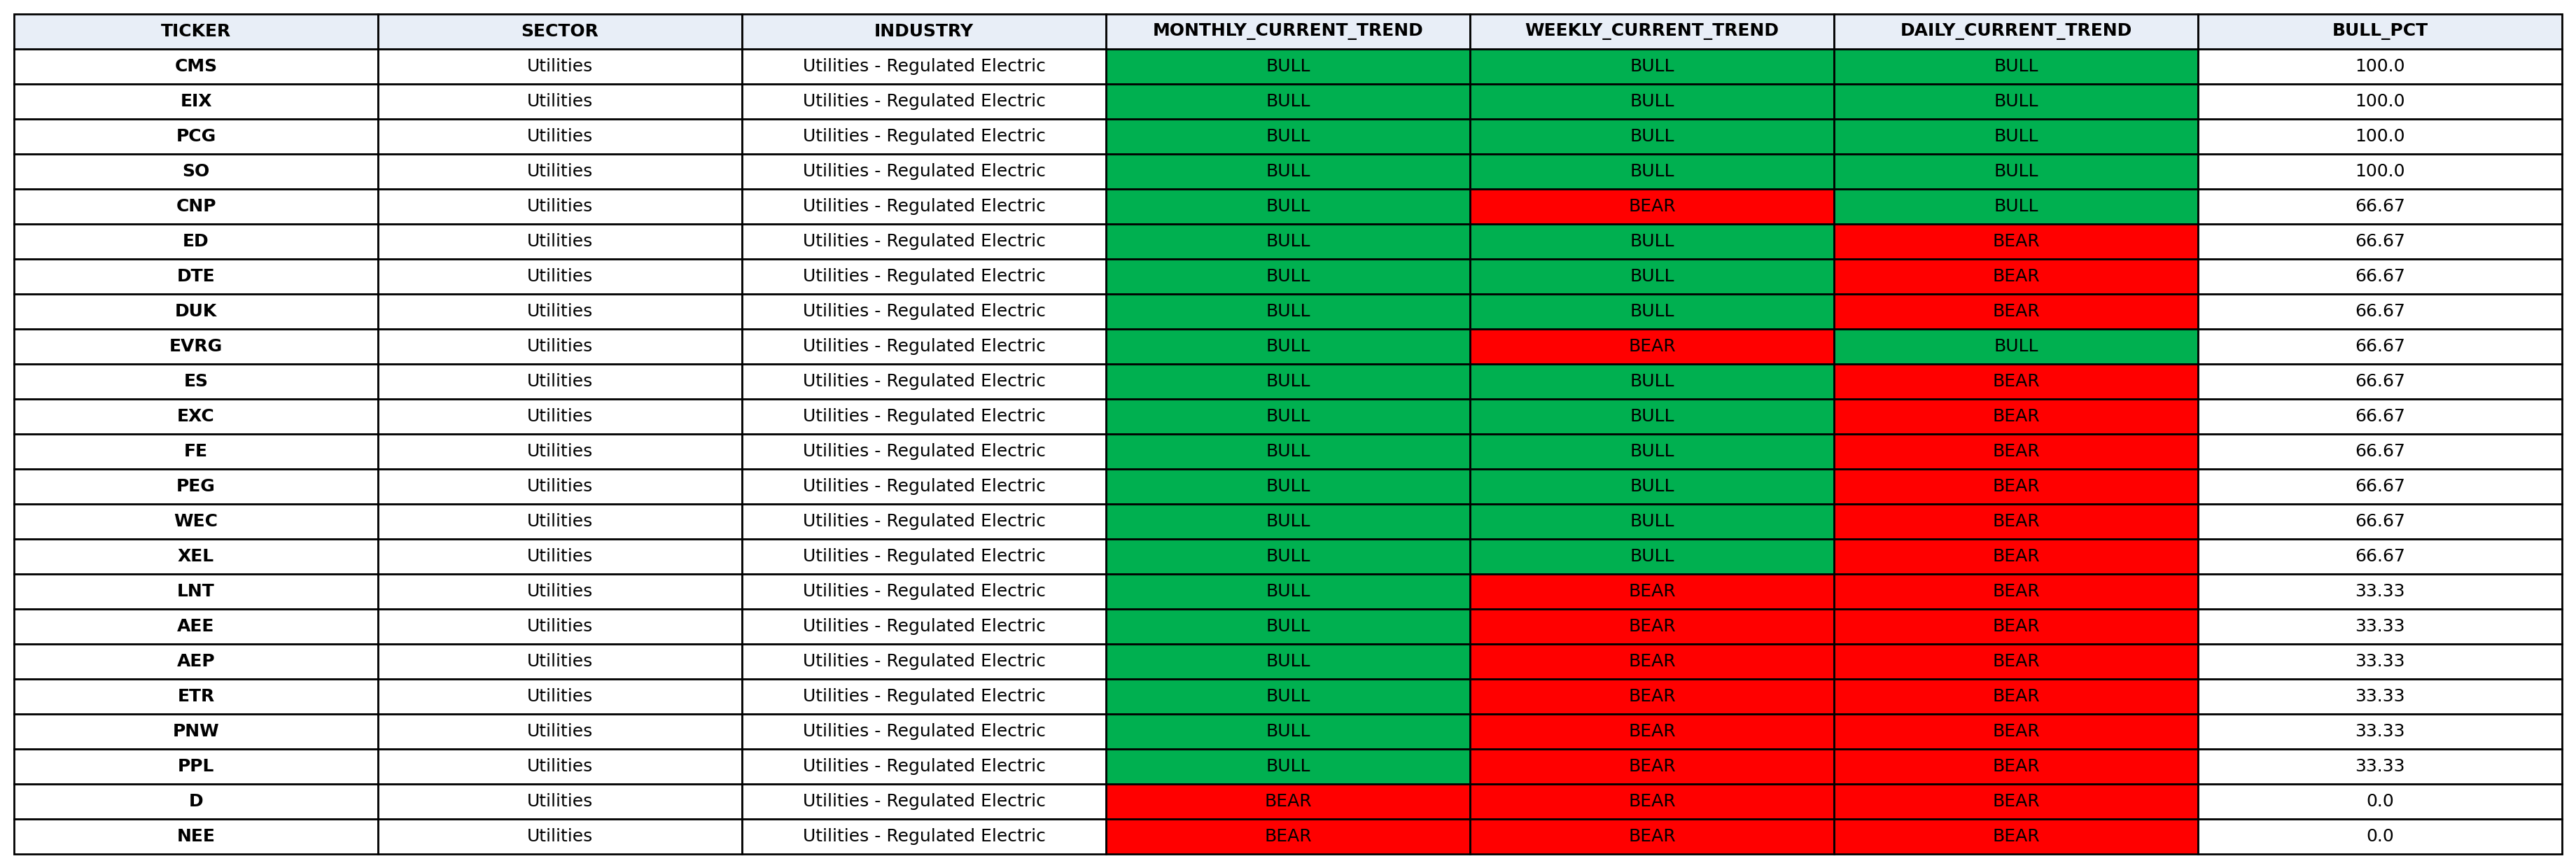 TICKER SECTOR INDUSTRY MONTHLY_CURRENT_TREND WEEKLY_CURRENT_TREND DAILY_CURRENT_TREND BULL_PCT
CMS Utilities Utilities - Regulated Electric BULL BULL BULL 100.0
EIX Utilities Utilities - Regulated Electric BULL BULL BULL 100.0
PCG Utilities Utilities - Regulated Electric BULL BULL BULL 100.0
SO Utilities Utilities - Regulated Electric BULL BULL BULL 100.0
CNP Utilities Utilities - Regulated Electric BULL BEAR BULL 66.67
ED Utilities Utilities - Regulated Electric BULL BULL BEAR 66.67
DTE Utilities Utilities - Regulated Electric BULL BULL BEAR 66.67
DUK Utilities Utilities - Regulated Electric BULL BULL BEAR 66.67
EVRG Utilities Utilities - Regulated Electric BULL BEAR BULL 66.67
ES Utilities Utilities - Regulated Electric BULL BULL BEAR 66.67
EXC Utilities Utilities - Regulated Electric BULL BULL BEAR 66.67
FE Utilities Utilities - Regulated Electric BULL BULL BEAR 66.67
PEG Utilities Utilities - Regulated Electric BULL BULL BEAR 66.67
WEC Utilities Utilities - Regulated Electric BULL BULL BEAR 66.67
XEL Utilities Utilities - Regulated Electric BULL BULL BEAR 66.67
LNT Utilities Utilities - Regulated Electric BULL BEAR BEAR 33.33
AEE Utilities Utilities - Regulated Electric BULL BEAR BEAR 33.33
AEP Utilities Utilities - Regulated Electric BULL BEAR BEAR 33.33
ETR Utilities Utilities - Regulated Electric BULL BEAR BEAR 33.33
PNW Utilities Utilities - Regulated Electric BULL BEAR BEAR 33.33
PPL Utilities Utilities - Regulated Electric BULL BEAR BEAR 33.33
D Utilities Utilities - Regulated Electric BEAR BEAR BEAR 0.0
NEE Utilities Utilities - Regulated Electric BEAR BEAR BEAR 0.0